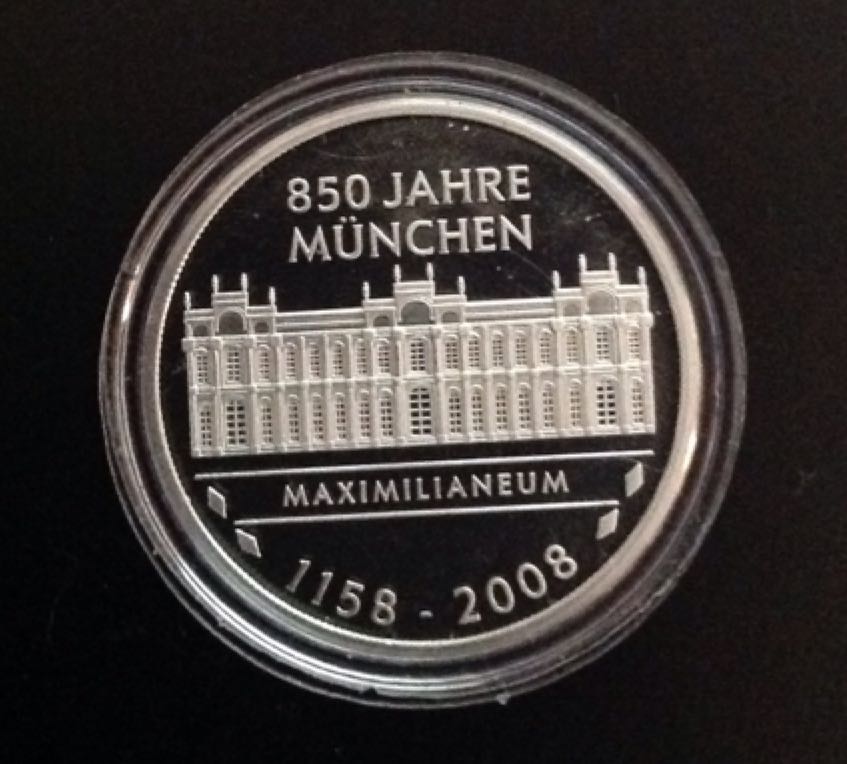 850 JAHRE
MÜNCHEN
MAXIMILIANEUM
1158 - 2008